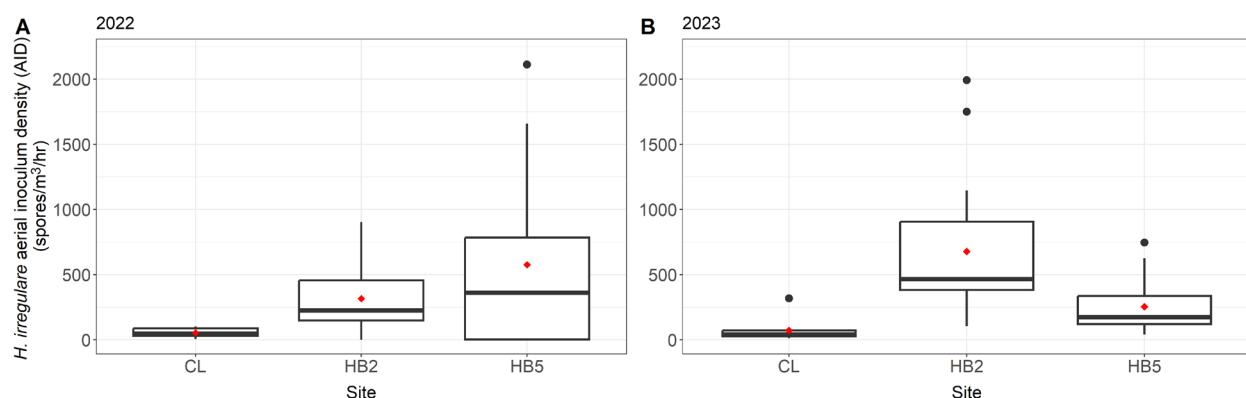 A
2022
H. irregulare aerial inoculum density (AID)
(spores/m³/hr)
2000
1500
1000
500
0
CL HB2 HB5
Site
B
2023
2000
1500
1000
500
0
CL HB2 HB5
Site